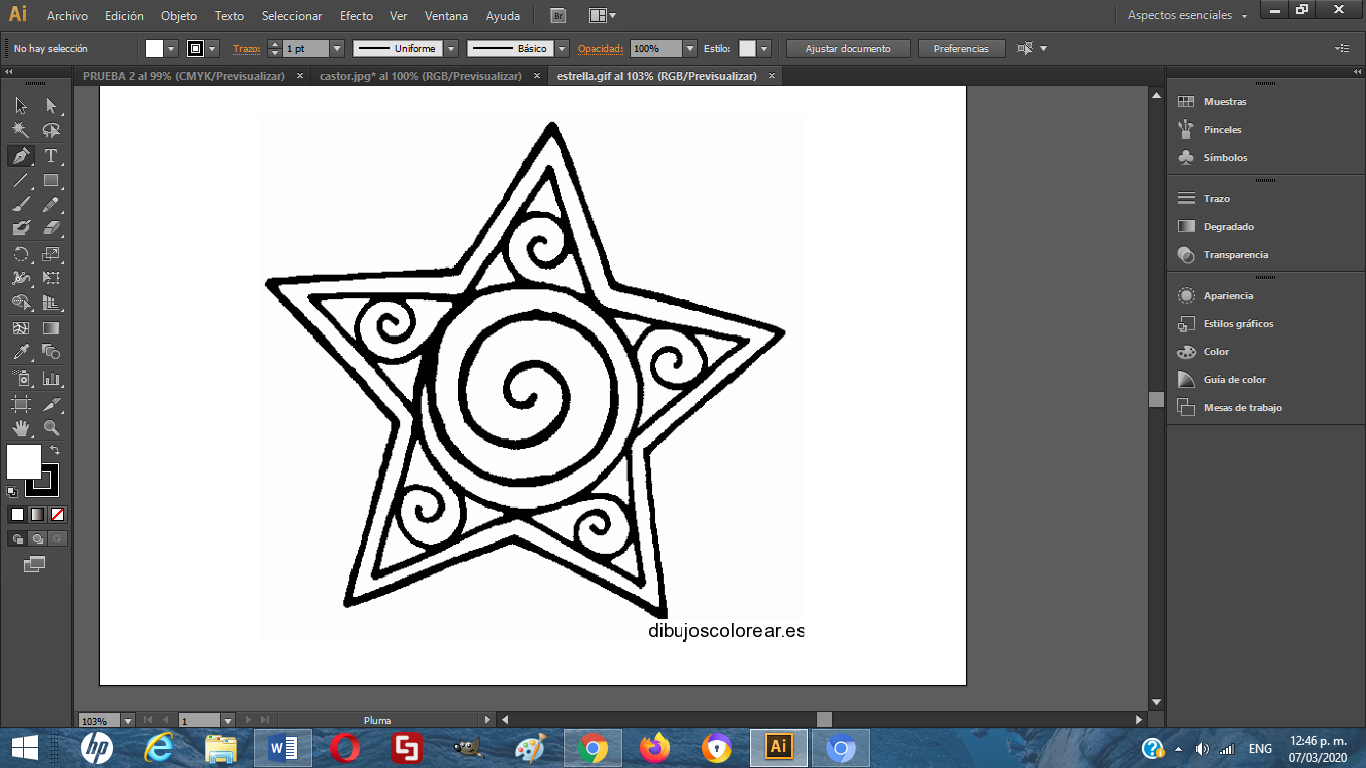 Ai Archivo Edición Objeto Texto Seleccionar Efecto Ver Ventana Ayuda Br Aspectos esenciales
No hay selección Trazo: 1 pt Uniforme Básico Opacidad: 100% Estilo: Ajustar documento Preferencias
PRUEBA 2 al 99% (CMYK/Previsualizar) × castor.jpg* al 100% (RGB/Previsualizar) × estrella.gif al 103% (RGB/Previsualizar) ×
Muestras
Pinceles
Símbolos
Trazo
Degradado
Transparencia
Apariencia
Estilos gráficos
Color
Guía de color
Mesas de trabajo
dibujoscolorear.es
103% 1 Pluma
hp W Ai ENG 12:46 p. m.
07/03/2020